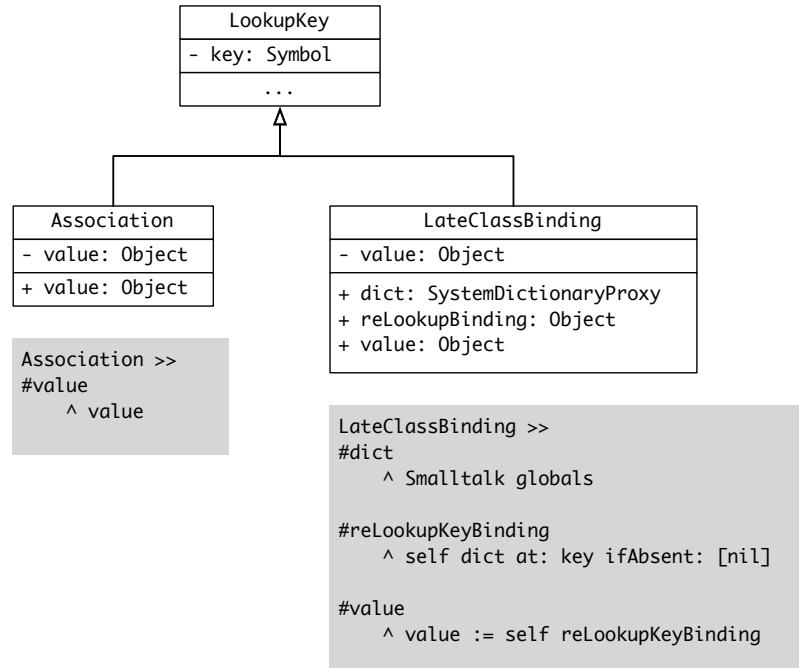 LookupKey
- key: Symbol
...
Association
- value: Object
+ value: Object
LateClassBinding
- value: Object
+ dict: SystemDictionaryProxy
+ reLookupBinding: Object
+ value: Object
Association >>
#value
^ value
LateClassBinding >>
#dict
^ Smalltalk globals
#reLookupKeyBinding
^ self dict at: key ifAbsent: [nil]
#value
^ value := self reLookupKeyBinding